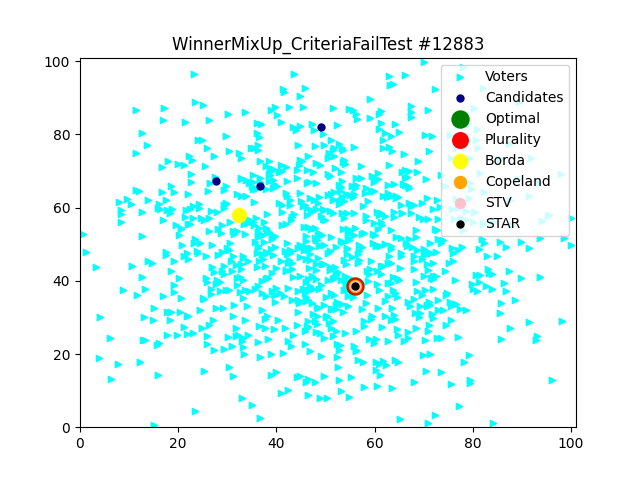 WinnerMixUp_CriteriaFailTest #12883
Voters
Candidates
Optimal
Plurality
Borda
Copeland
STV
STAR
100
80
60
40
20
0
0 20 40 60 80 100